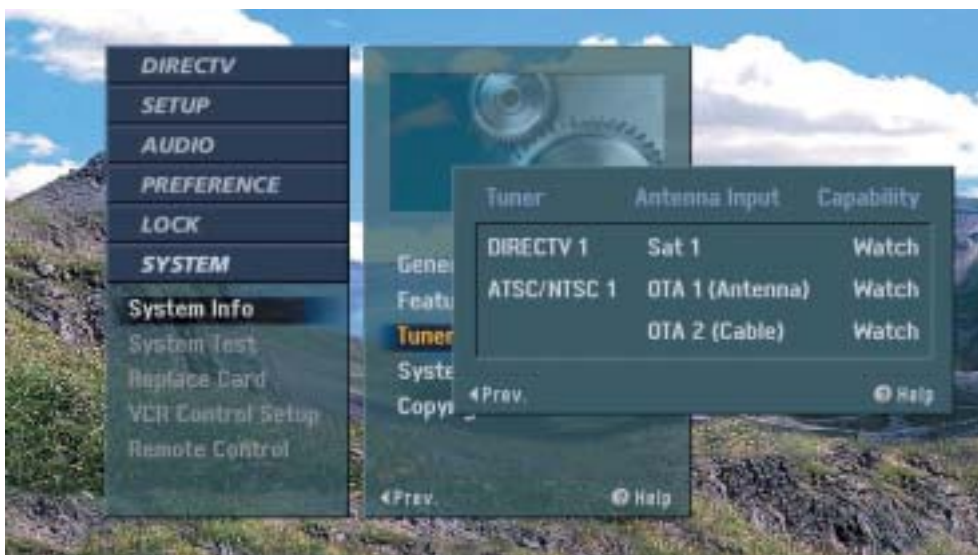 DIRECTV
SETUP
AUDIO
PREFERENCE
LOCK
SYSTEM
System Info
System Test
Replace Card
VCR Control Setup
Remote Control
Gene
Featu
Tuner
Syste
Copy
Prev.
Help
Tuner Antenna Input Capability
DIRECTV 1 Sat 1 Watch
ATSC/NTSC 1 OTA 1 (Antenna) Watch
OTA 2 (Cable) Watch
Prev. Help